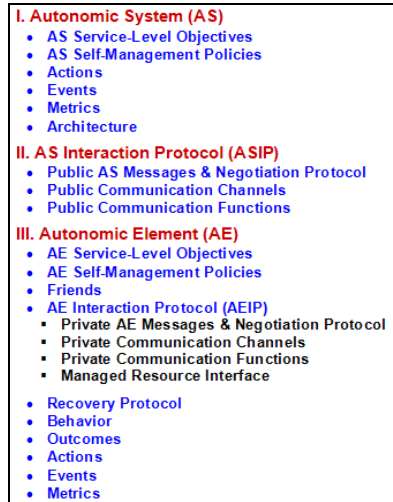 I. Autonomic System (AS)
• AS Service-Level Objectives
• AS Self-Management Policies
• Actions
• Events
• Metrics
• Architecture
II. AS Interaction Protocol (ASIP)
• Public AS Messages & Negotiation Protocol
• Public Communication Channels
• Public Communication Functions
III. Autonomic Element (AE)
• AE Service-Level Objectives
• AE Self-Management Policies
• Friends
• AE Interaction Protocol (AEIP)
▪ Private AE Messages & Negotiation Protocol
▪ Private Communication Channels
▪ Private Communication Functions
▪ Managed Resource Interface
• Recovery Protocol
• Behavior
• Outcomes
• Actions
• Events
• Metrics